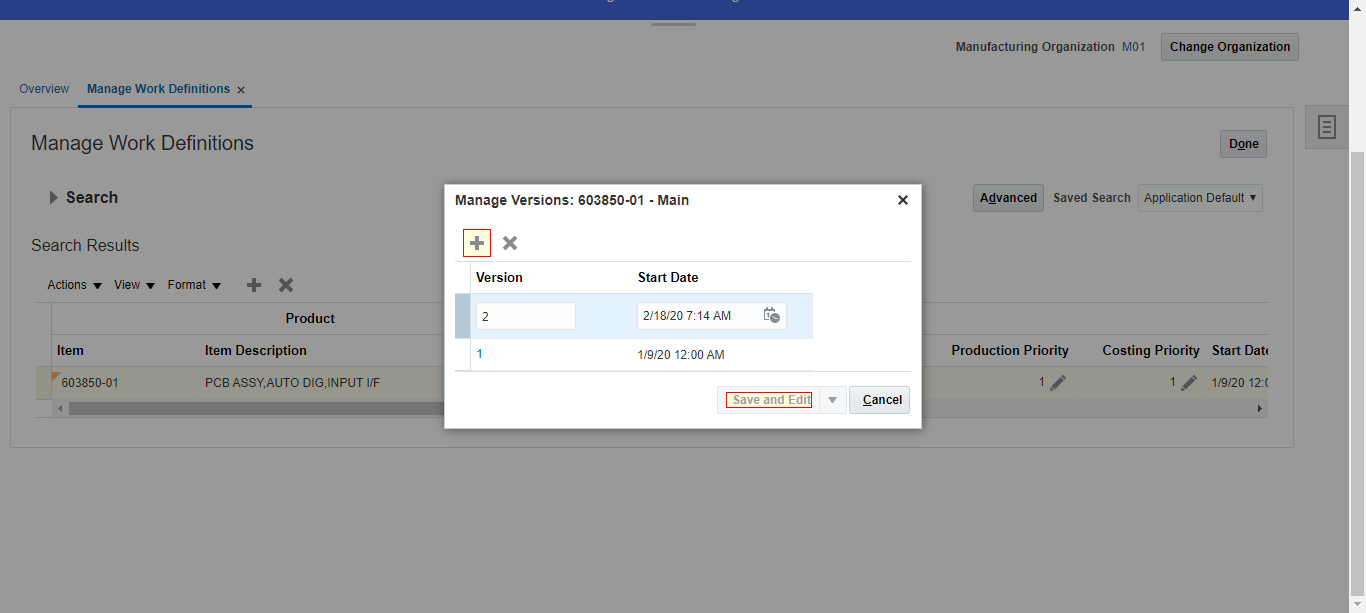 Manufacturing Organization M01 Change Organization
Overview Manage Work Definitions ×
Manage Work Definitions Done
Search Advanced Saved Search Application Default
Search Results
Actions View Format
Product
Item Item Description Production Priority Costing Priority Start Date
603850-01 PCB ASSY,AUTO DIG,INPUT I/F 1 1 1/9/20 12:0
Manage Versions: 603850-01 - Main
Version Start Date
2 2/18/20 7:14 AM
1 1/9/20 12:00 AM
Save and Edit Cancel